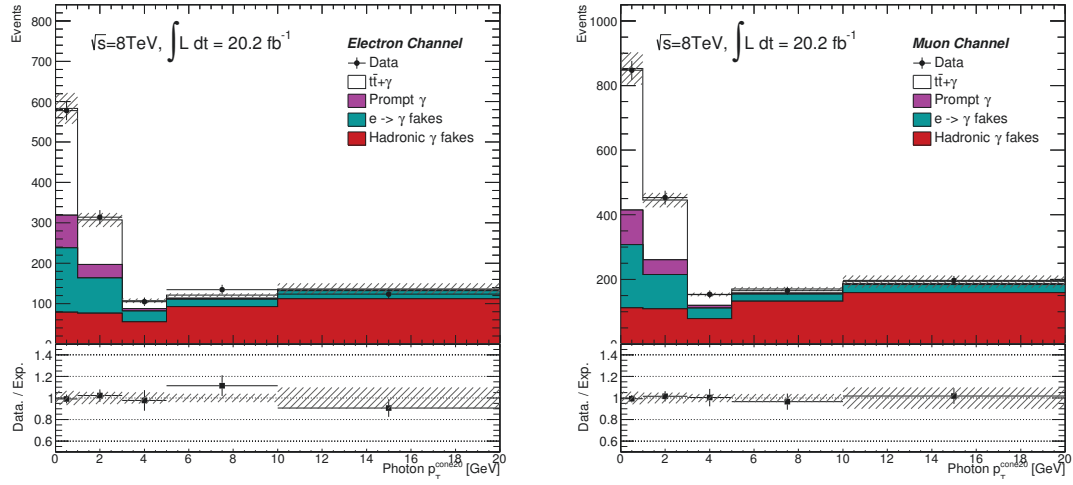 Events
800
700
600
500
400
300
200
100
0
√s=8TeV, ∫ L dt = 20.2 fb⁻¹
Electron Channel
Data
tt̄+γ
Prompt γ
e -> γ fakes
Hadronic γ fakes
Data. / Exp.
1.4
1.2
1
0.8
0.6
0 2 4 6 8 10 12 14 16 18 20
Photon p_T^cone20 [GeV]
Events
1000
800
600
400
200
0
√s=8TeV, ∫ L dt = 20.2 fb⁻¹
Muon Channel
Data
tt̄+γ
Prompt γ
e -> γ fakes
Hadronic γ fakes
Data. / Exp.
1.4
1.2
1
0.8
0.6
0 2 4 6 8 10 12 14 16 18 20
Photon p_T^cone20 [GeV]